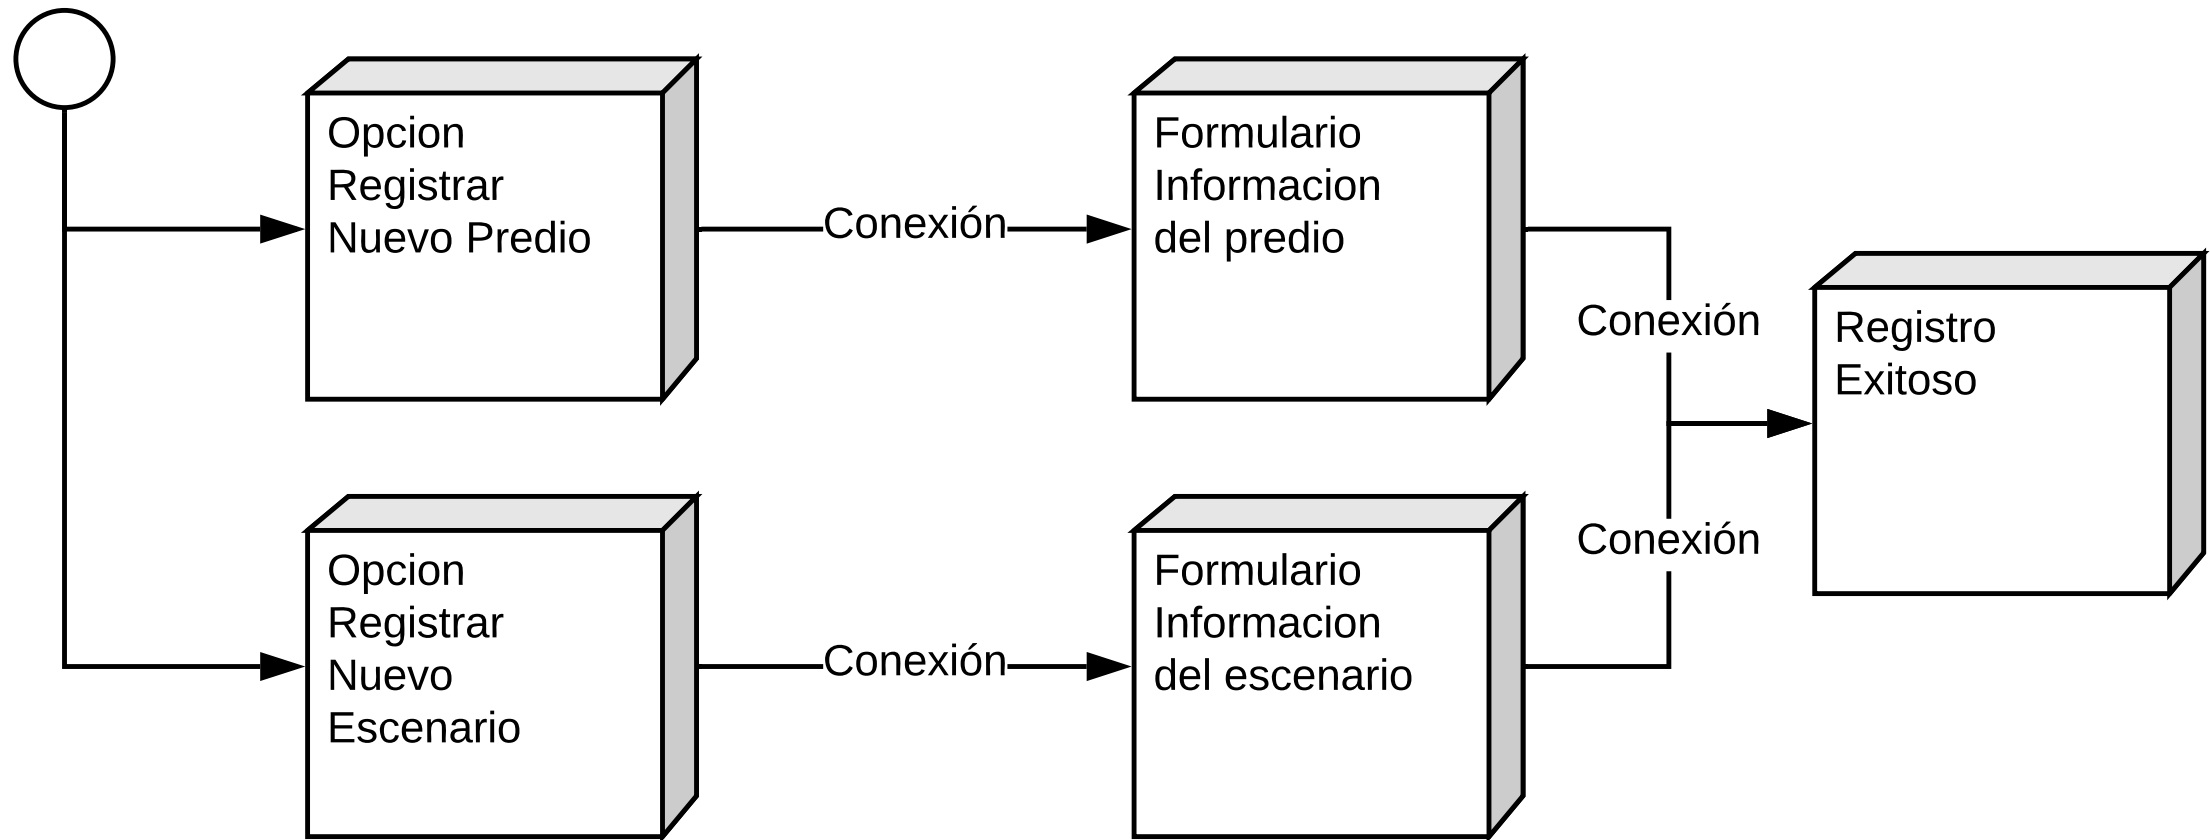 Opcion
Registrar
Nuevo Predio
Conexión
Formulario
Informacion
del predio
Conexión
Registro
Exitoso
Opcion
Registrar
Nuevo
Escenario
Conexión
Formulario
Informacion
del escenario
Conexión